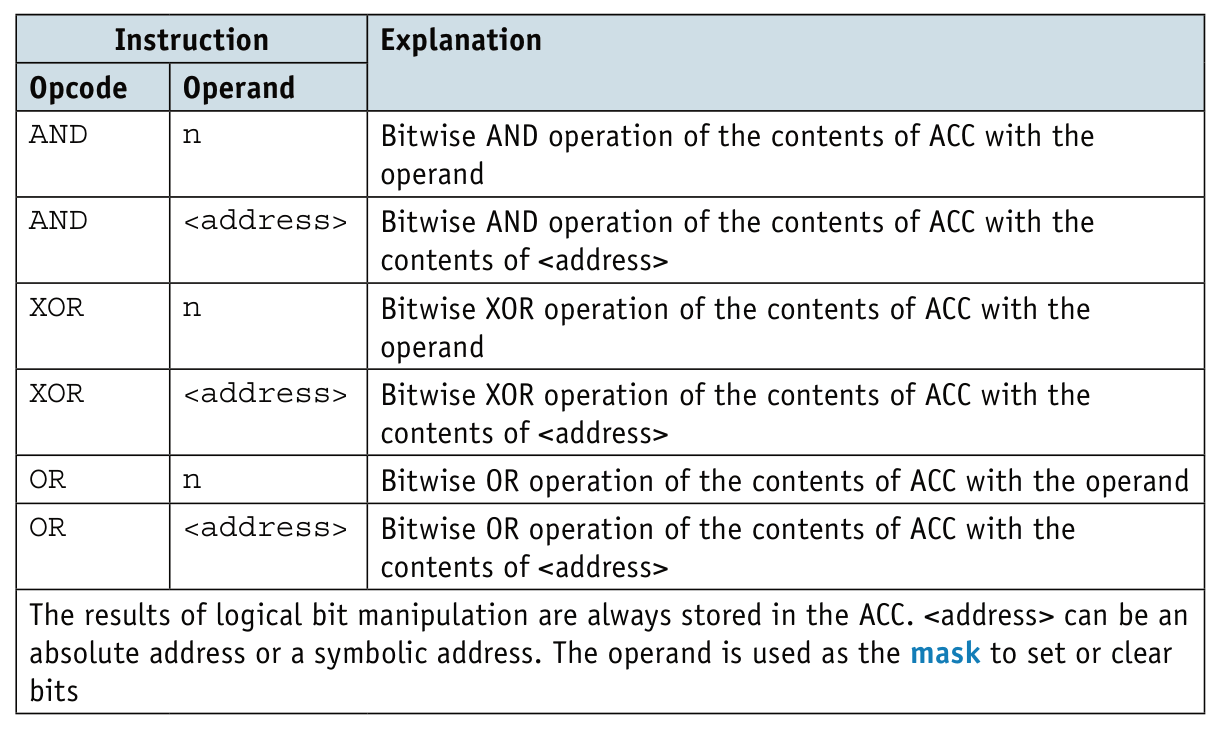 Instruction Explanation
Opcode Operand
AND n Bitwise AND operation of the contents of ACC with the
operand
AND <address> Bitwise AND operation of the contents of ACC with the
contents of <address>
XOR n Bitwise XOR operation of the contents of ACC with the
operand
XOR <address> Bitwise XOR operation of the contents of ACC with the
contents of <address>
OR n Bitwise OR operation of the contents of ACC with the operand
OR <address> Bitwise OR operation of the contents of ACC with the
contents of <address>
The results of logical bit manipulation are always stored in the ACC. <address> can be an
absolute address or a symbolic address. The operand is used as the mask to set or clear
bits